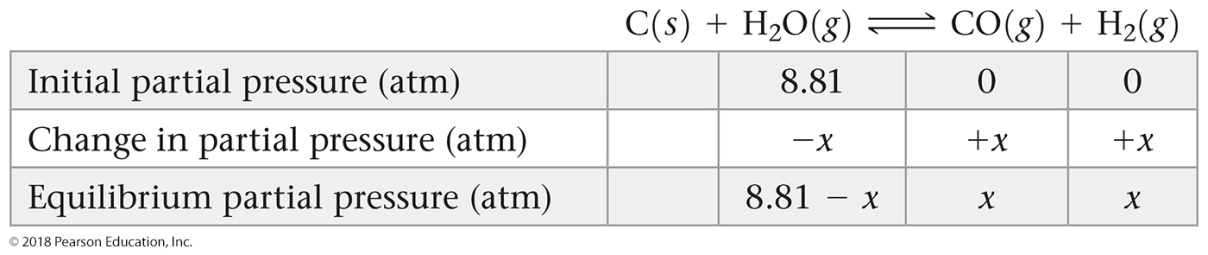 C(s) + H₂O(g) ⇌ CO(g) + H₂(g)
Initial partial pressure (atm) 8.81 0 0
Change in partial pressure (atm) −x +x +x
Equilibrium partial pressure (atm) 8.81 − x x x
© 2018 Pearson Education, Inc.